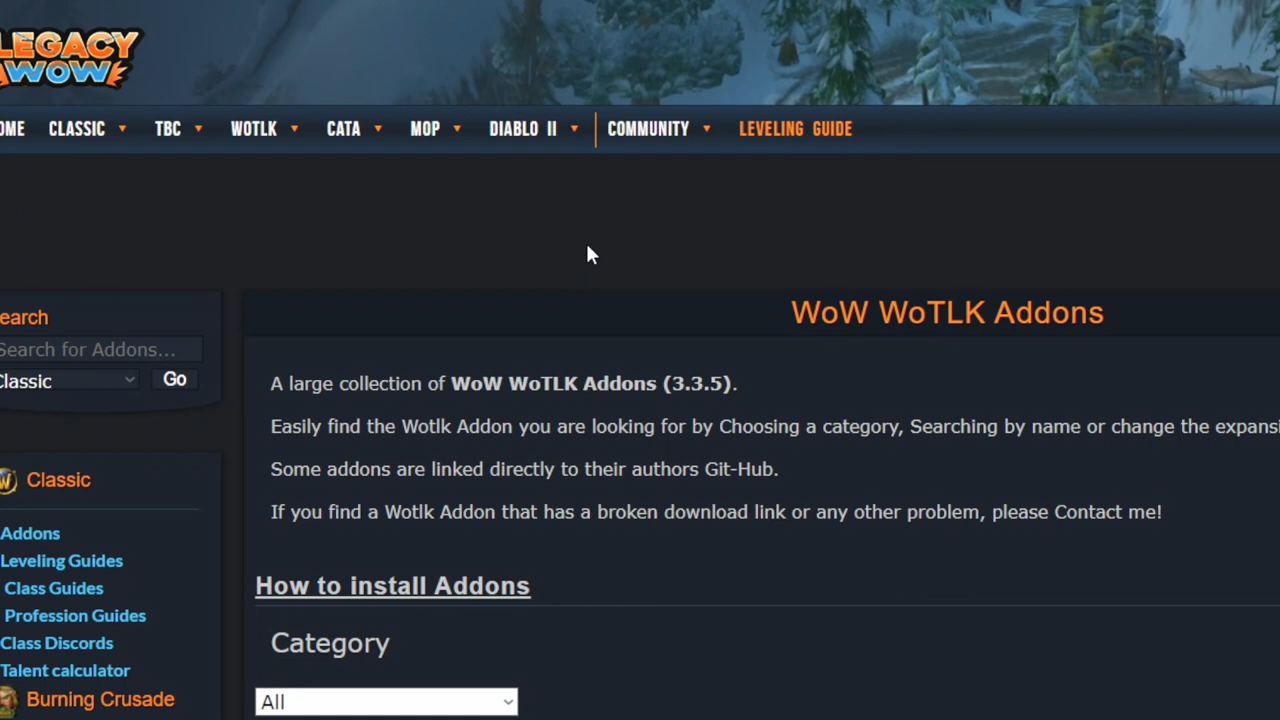 LEGACY
WOW
OME CLASSIC TBC WOTLK CATA MOP DIABLO II COMMUNITY LEVELING GUIDE
earch
Search for Addons...
Classic Go
WoW WoTLK Addons
A large collection of WoW WoTLK Addons (3.3.5).
Easily find the Wotlk Addon you are looking for by Choosing a category, Searching by name or change the expansi
Some addons are linked directly to their authors Git-Hub.
If you find a Wotlk Addon that has a broken download link or any other problem, please Contact me!
Classic
Addons
Leveling Guides
Class Guides
Profession Guides
Class Discords
Talent calculator
Burning Crusade
How to install Addons
Category
All